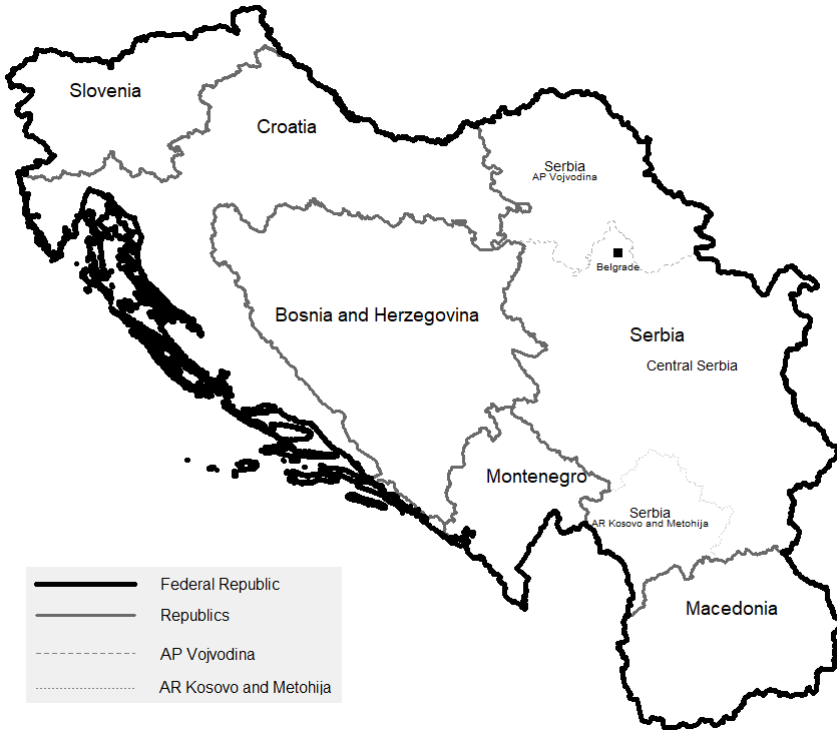 Slovenia
Croatia
Serbia
AP Vojvodina
Belgrade
Bosnia and Herzegovina
Serbia
Central Serbia
Montenegro
Serbia
AR Kosovo and Metohija
Macedonia
Federal Republic
Republics
AP Vojvodina
AR Kosovo and Metohija